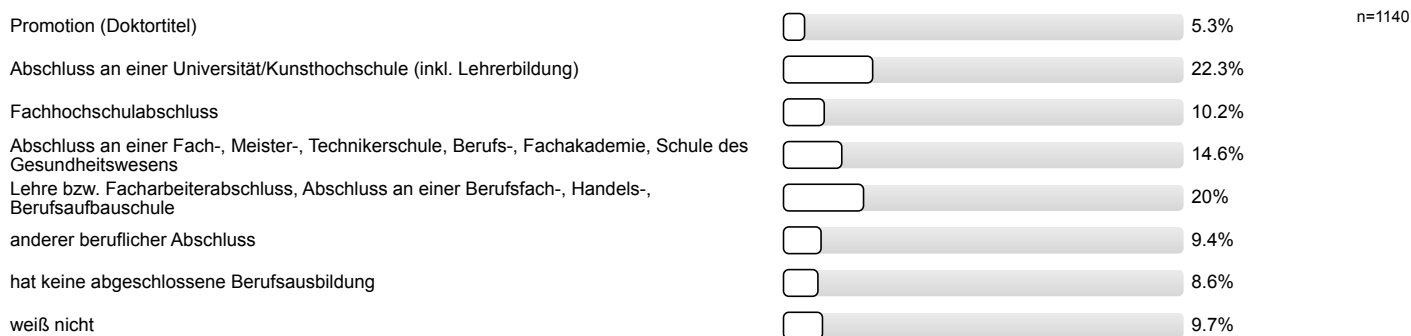 Promotion (Doktortitel) 5.3% n=1140
Abschluss an einer Universität/Kunsthochschule (inkl. Lehrerbildung) 22.3%
Fachhochschulabschluss 10.2%
Abschluss an einer Fach-, Meister-, Technikerschule, Berufs-, Fachakademie, Schule des
Gesundheitswesens 14.6%
Lehre bzw. Facharbeiterabschluss, Abschluss an einer Berufsfach-, Handels-,
Berufsaufbauschule 20%
anderer beruflicher Abschluss 9.4%
hat keine abgeschlossene Berufsausbildung 8.6%
weiß nicht 9.7%